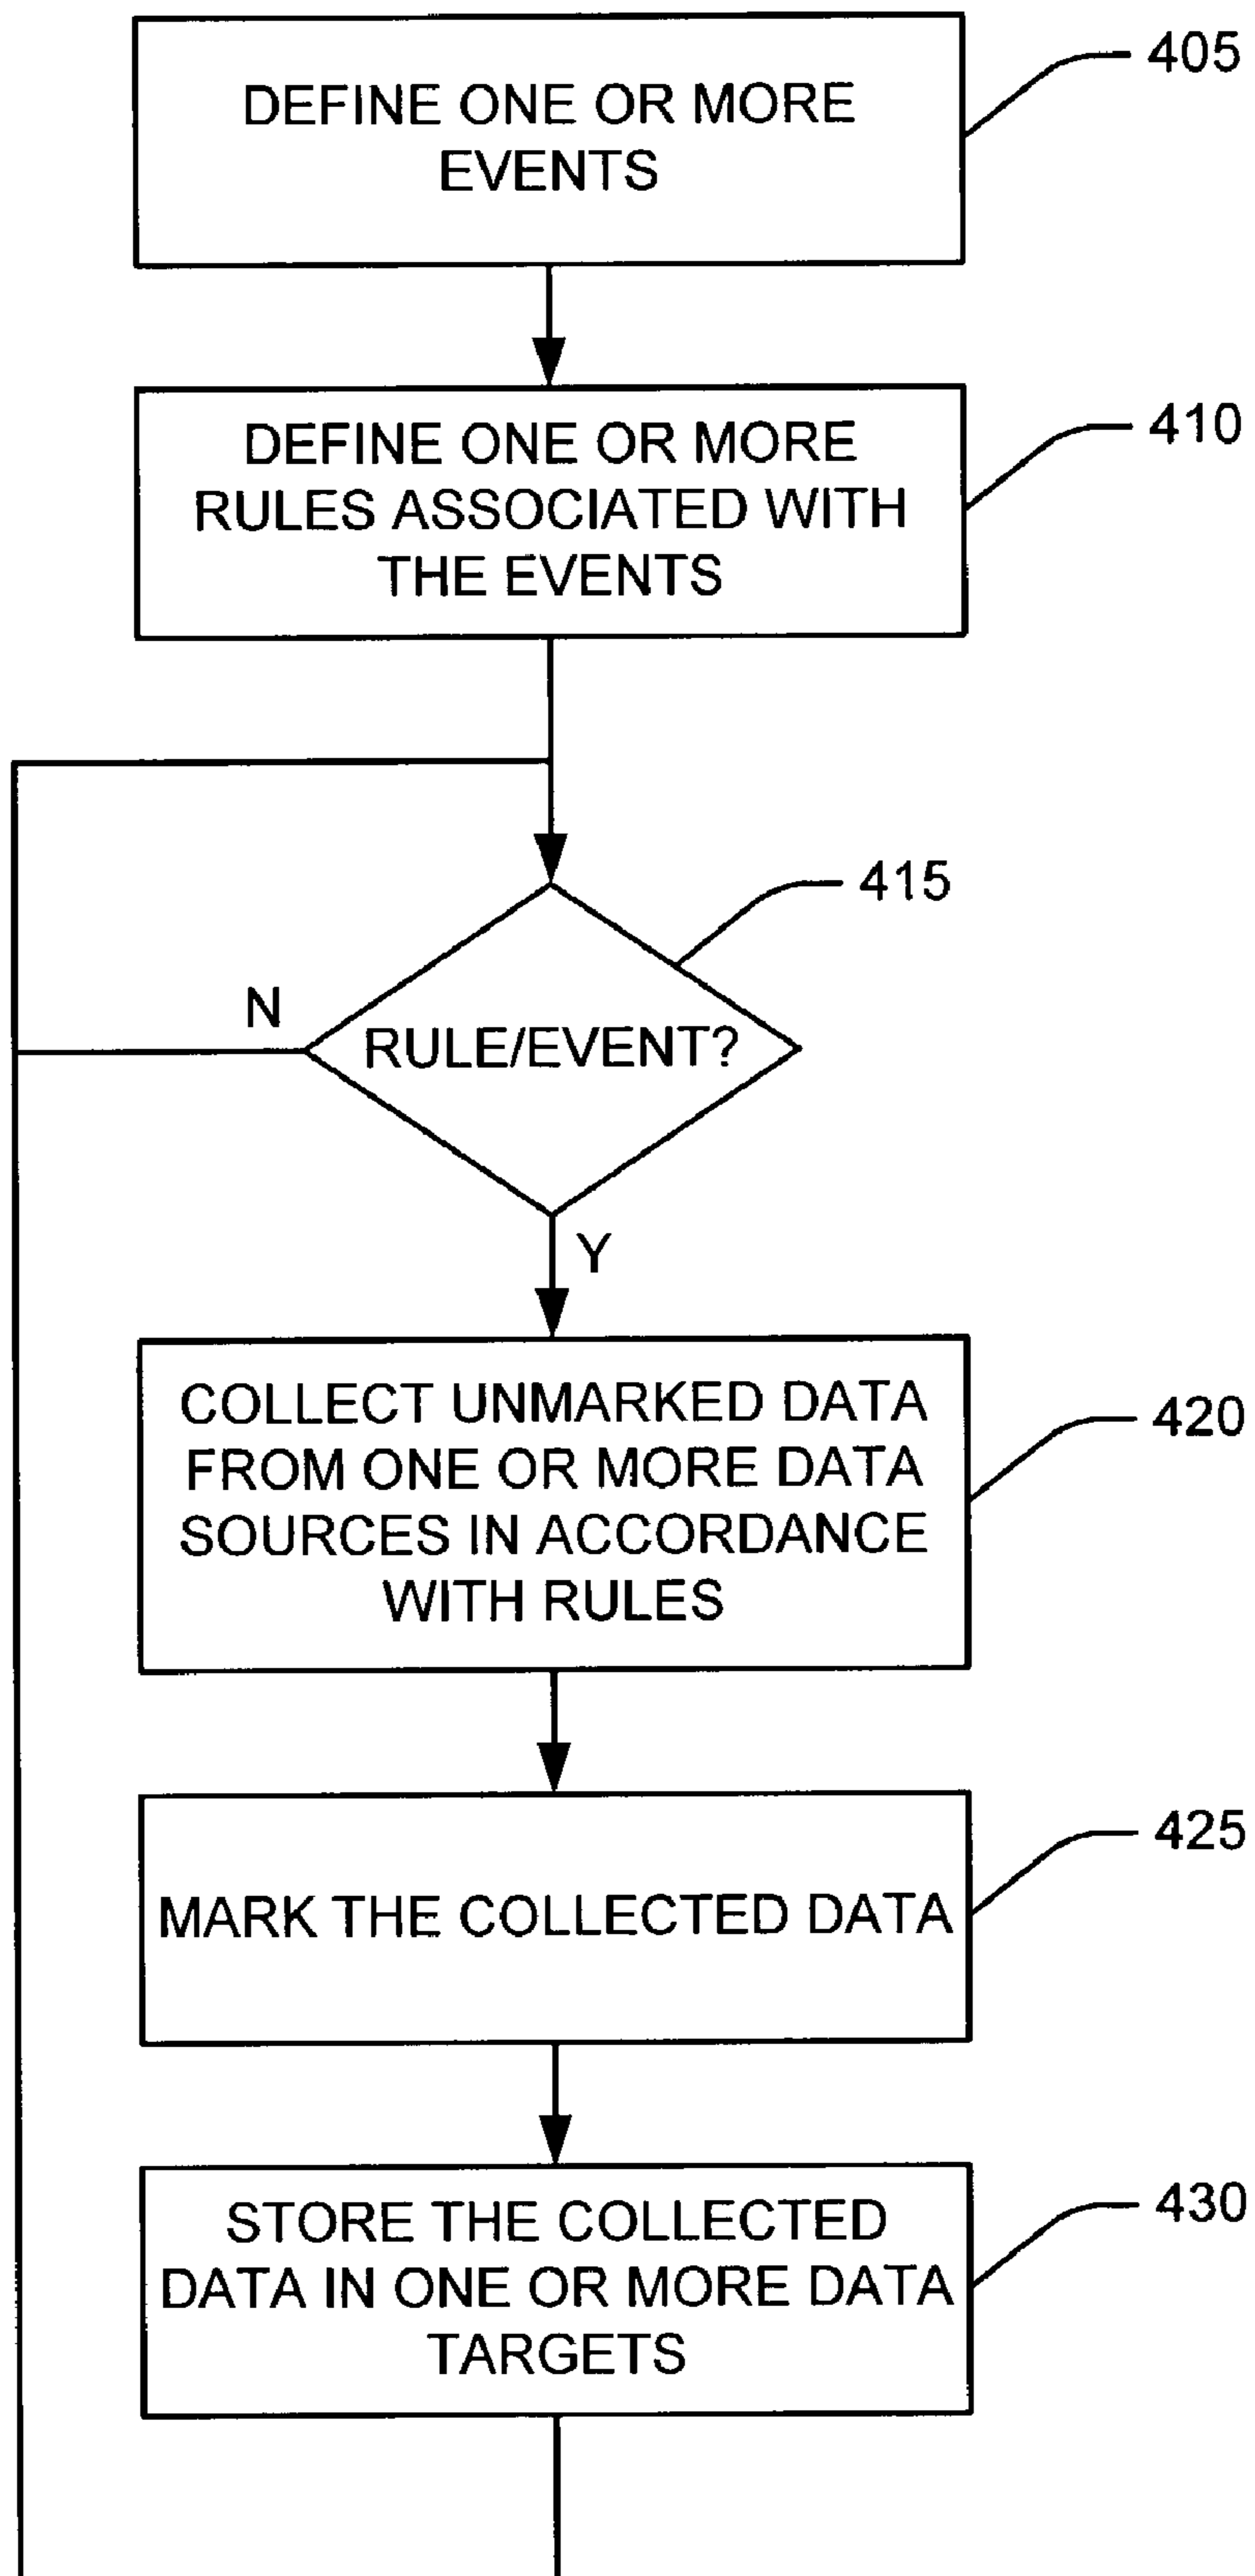 DEFINE ONE OR MORE
EVENTS
405
DEFINE ONE OR MORE
RULES ASSOCIATED WITH
THE EVENTS
410
415
N
RULE/EVENT?
Y
COLLECT UNMARKED DATA
FROM ONE OR MORE DATA
SOURCES IN ACCORDANCE
WITH RULES
420
MARK THE COLLECTED DATA
425
STORE THE COLLECTED
DATA IN ONE OR MORE DATA
TARGETS
430